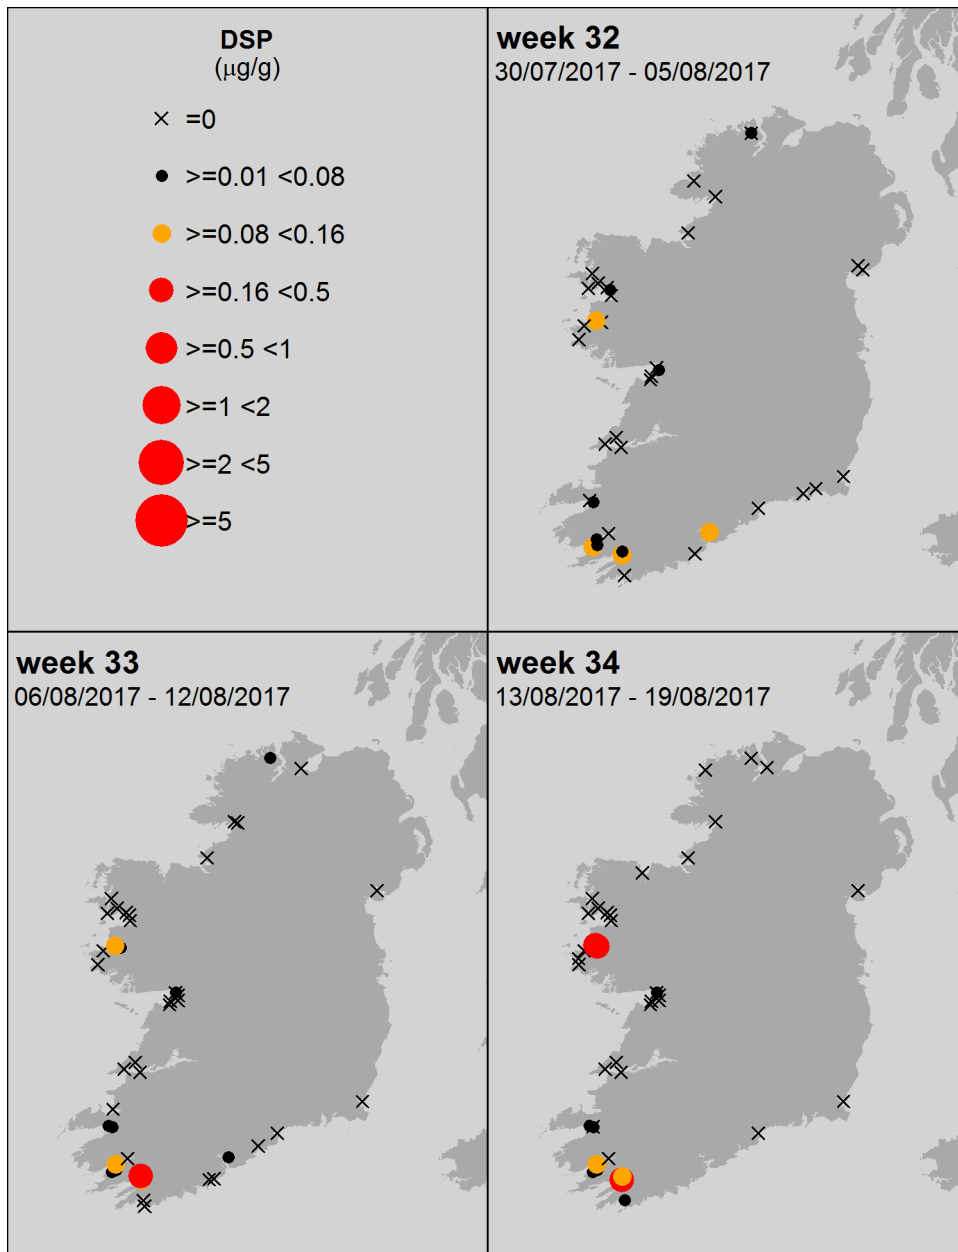 DSP
(μg/g)
=0
>=0.01 <0.08
>=0.08 <0.16
>=0.16 <0.5
>=0.5 <1
>=1 <2
>=2 <5
>=5
week 32
30/07/2017 - 05/08/2017
week 33
06/08/2017 - 12/08/2017
week 34
13/08/2017 - 19/08/2017